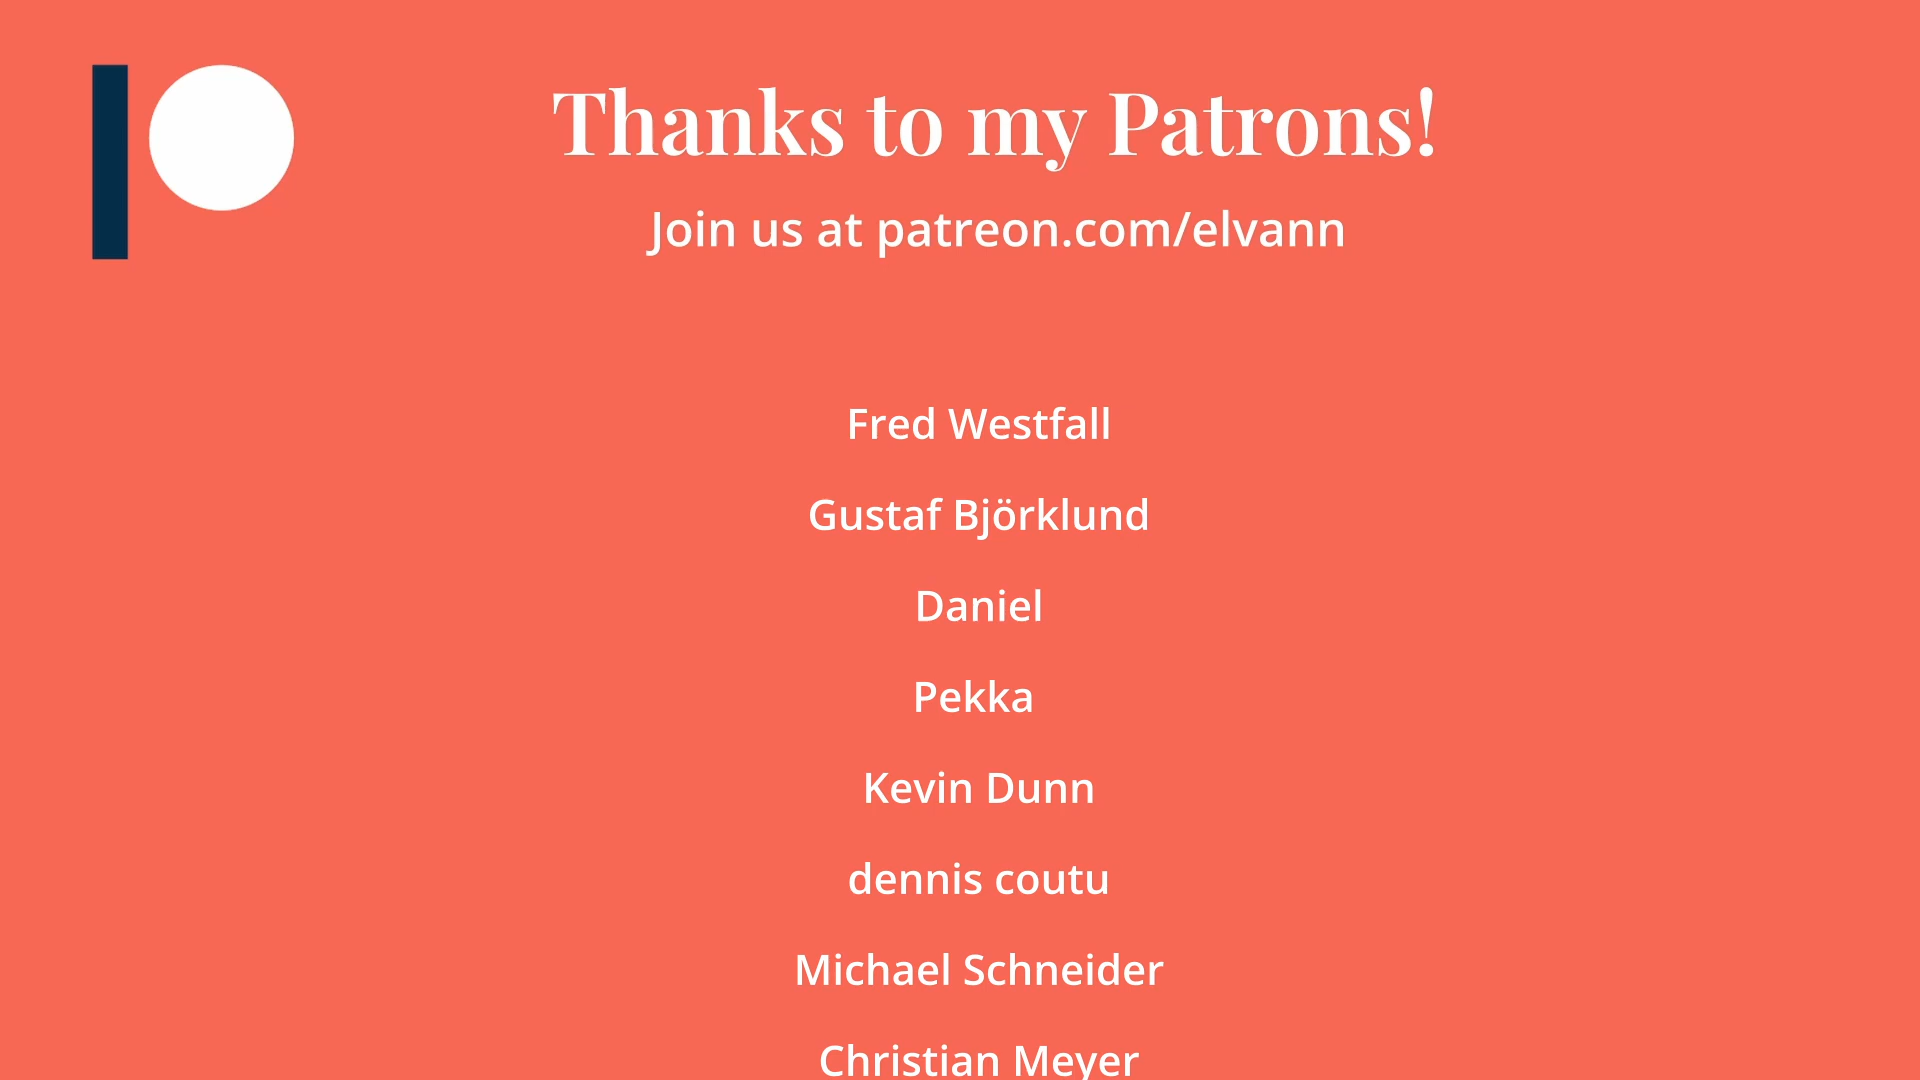 Thanks to my Patrons!
Join us at patreon.com/elvann
Fred Westfall
Gustaf Björklund
Daniel
Pekka
Kevin Dunn
dennis coutu
Michael Schneider
Christian Meyer